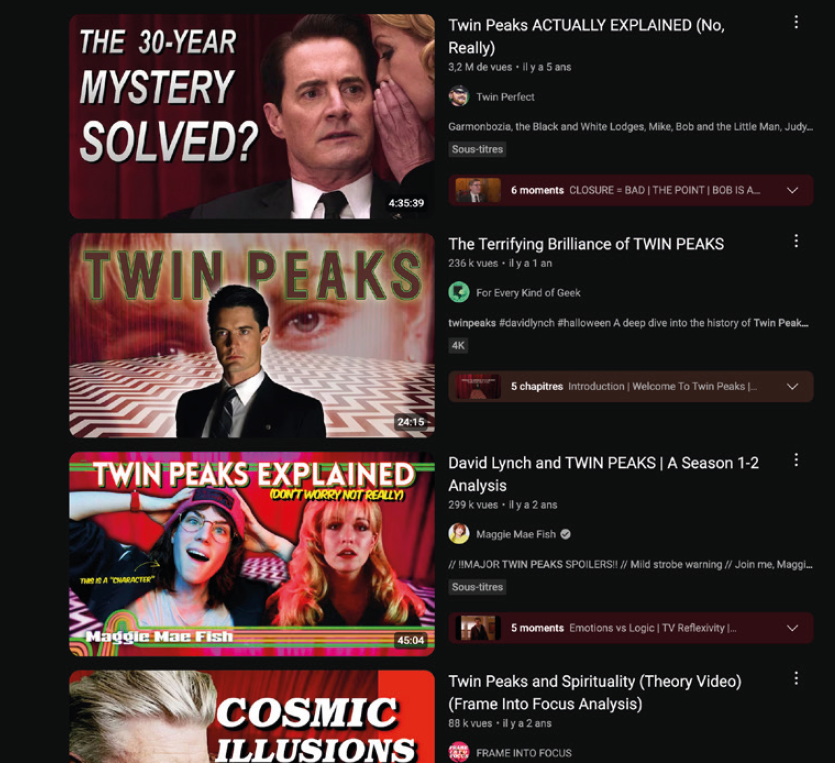 THE 30-YEAR
MYSTERY
SOLVED?
4:35:39
Twin Peaks ACTUALLY EXPLAINED (No,
Really)
3,2 M de vues • il y a 5 ans
Twin Perfect
Garmonbozia, the Black and White Lodges, Mike, Bob and the Little Man, Judy...
Sous-titres
6 moments CLOSURE = BAD | THE POINT | BOB IS A...
TWIN PEAKS
24:15
The Terrifying Brilliance of TWIN PEAKS
236 k vues • il y a 1 an
For Every Kind of Geek
twinpeaks #davidlynch #halloween A deep dive into the history of Twin Peak...
4K
5 chapitres Introduction | Welcome To Twin Peaks |...
TWIN PEAKS EXPLAINED
(DON'T WORRY NOT REALLY)
THIS IS A "CHARACTER"
Maggie Mae Fish
45:04
David Lynch and TWIN PEAKS | A Season 1-2
Analysis
299 k vues • il y a 2 ans
Maggie Mae Fish
// !!MAJOR TWIN PEAKS SPOILERS!! // Mild strobe warning // Join me, Maggi...
Sous-titres
5 moments Emotions vs Logic | TV Reflexivity |...
COSMIC
ILLUSIONS
Twin Peaks and Spirituality (Theory Video)
(Frame Into Focus Analysis)
88 k vues • il y a 2 ans
FRAME INTO FOCUS